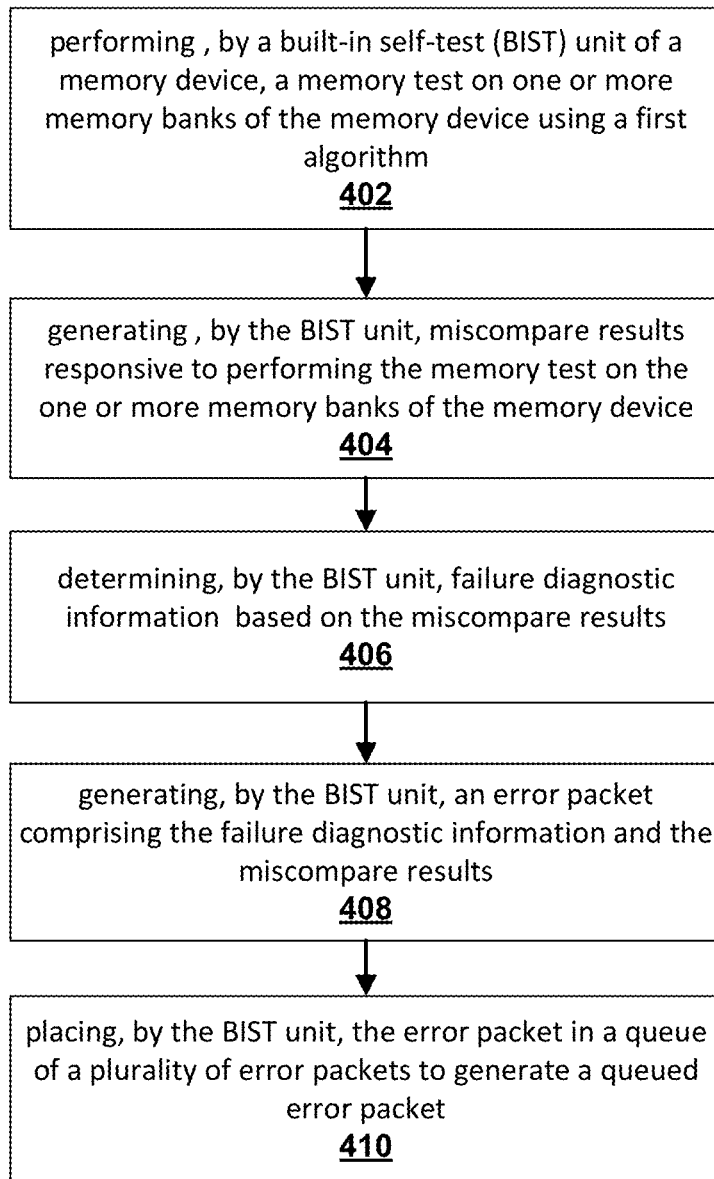 performing , by a built-in self-test (BIST) unit of a
memory device, a memory test on one or more
memory banks of the memory device using a first
algorithm
402
generating , by the BIST unit, miscompare results
responsive to performing the memory test on the
one or more memory banks of the memory device
404
determining, by the BIST unit, failure diagnostic
information  based on the miscompare results
406
generating, by the BIST unit, an error packet
comprising the failure diagnostic information and the
miscompare results
408
placing, by the BIST unit, the error packet in a queue
of a plurality of error packets to generate a queued
error packet
410